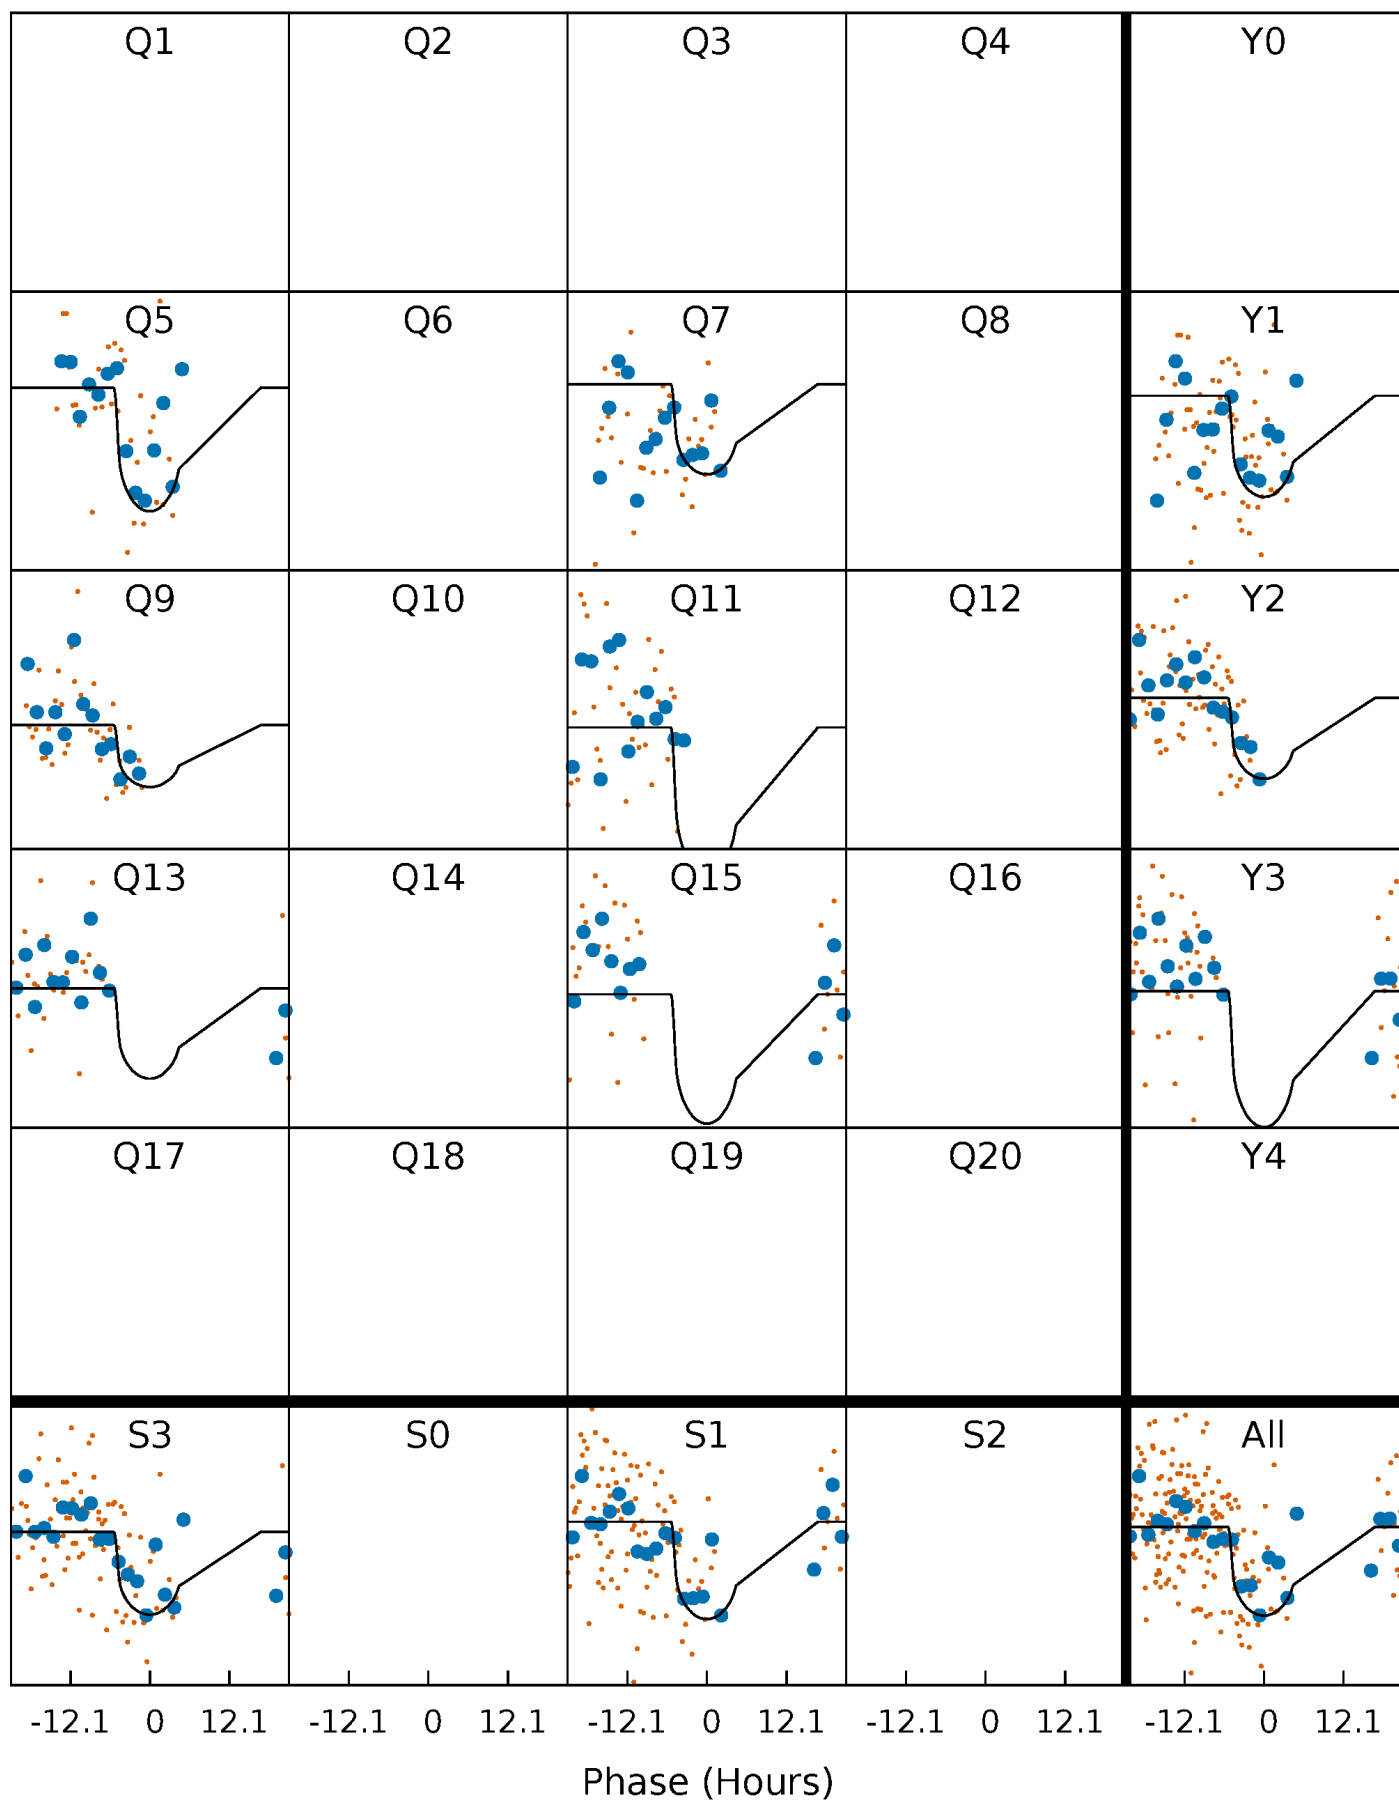 Q1 Q2 Q3 Q4 Y0
Q5 Q6 Q7 Q8 Y1
Q9 Q10 Q11 Q12 Y2
Q13 Q14 Q15 Q16 Y3
Q17 Q18 Q19 Q20 Y4
S3 S0 S1 S2 All
-12.1 0 12.1 -12.1 0 12.1 -12.1 0 12.1 -12.1 0 12.1 -12.1 0 12.1
Phase (Hours)